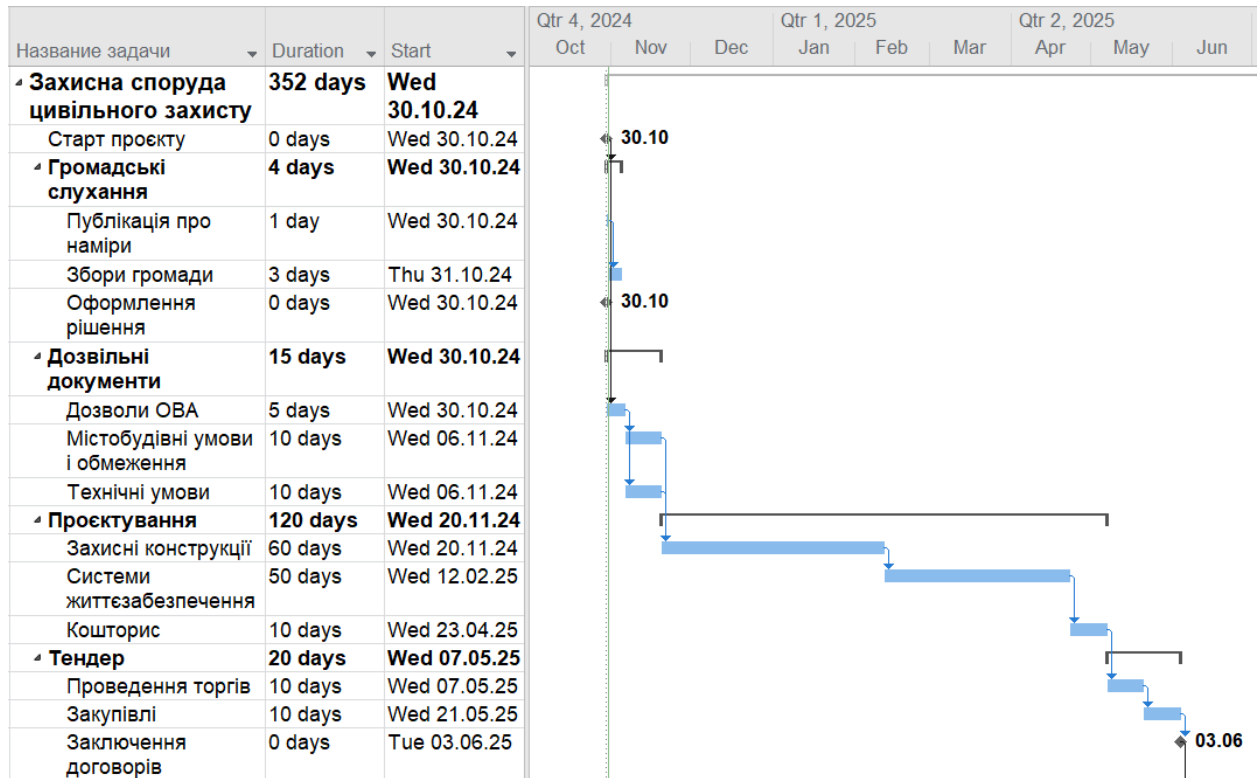 Qtr 4, 2024 Qtr 1, 2025 Qtr 2, 2025
Название задачи Duration Start Oct Nov Dec Jan Feb Mar Apr May Jun
Захисна споруда 352 days Wed
цивільного захисту 30.10.24
Старт проєкту 0 days Wed 30.10.24 30.10
Громадські 4 days Wed 30.10.24
слухання
Публікація про 1 day Wed 30.10.24
наміри
Збори громади 3 days Thu 31.10.24
Оформлення 0 days Wed 30.10.24 30.10
рішення
Дозвільні 15 days Wed 30.10.24
документи
Дозволи ОВА 5 days Wed 30.10.24
Містобудівні умови 10 days Wed 06.11.24
і обмеження
Технічні умови 10 days Wed 06.11.24
Проєктування 120 days Wed 20.11.24
Захисні конструкції 60 days Wed 20.11.24
Системи 50 days Wed 12.02.25
життєзабезпечення
Кошторис 10 days Wed 23.04.25
Тендер 20 days Wed 07.05.25
Проведення торгів 10 days Wed 07.05.25
Закупівлі 10 days Wed 21.05.25
Заключення 0 days Tue 03.06.25 03.06
договорів